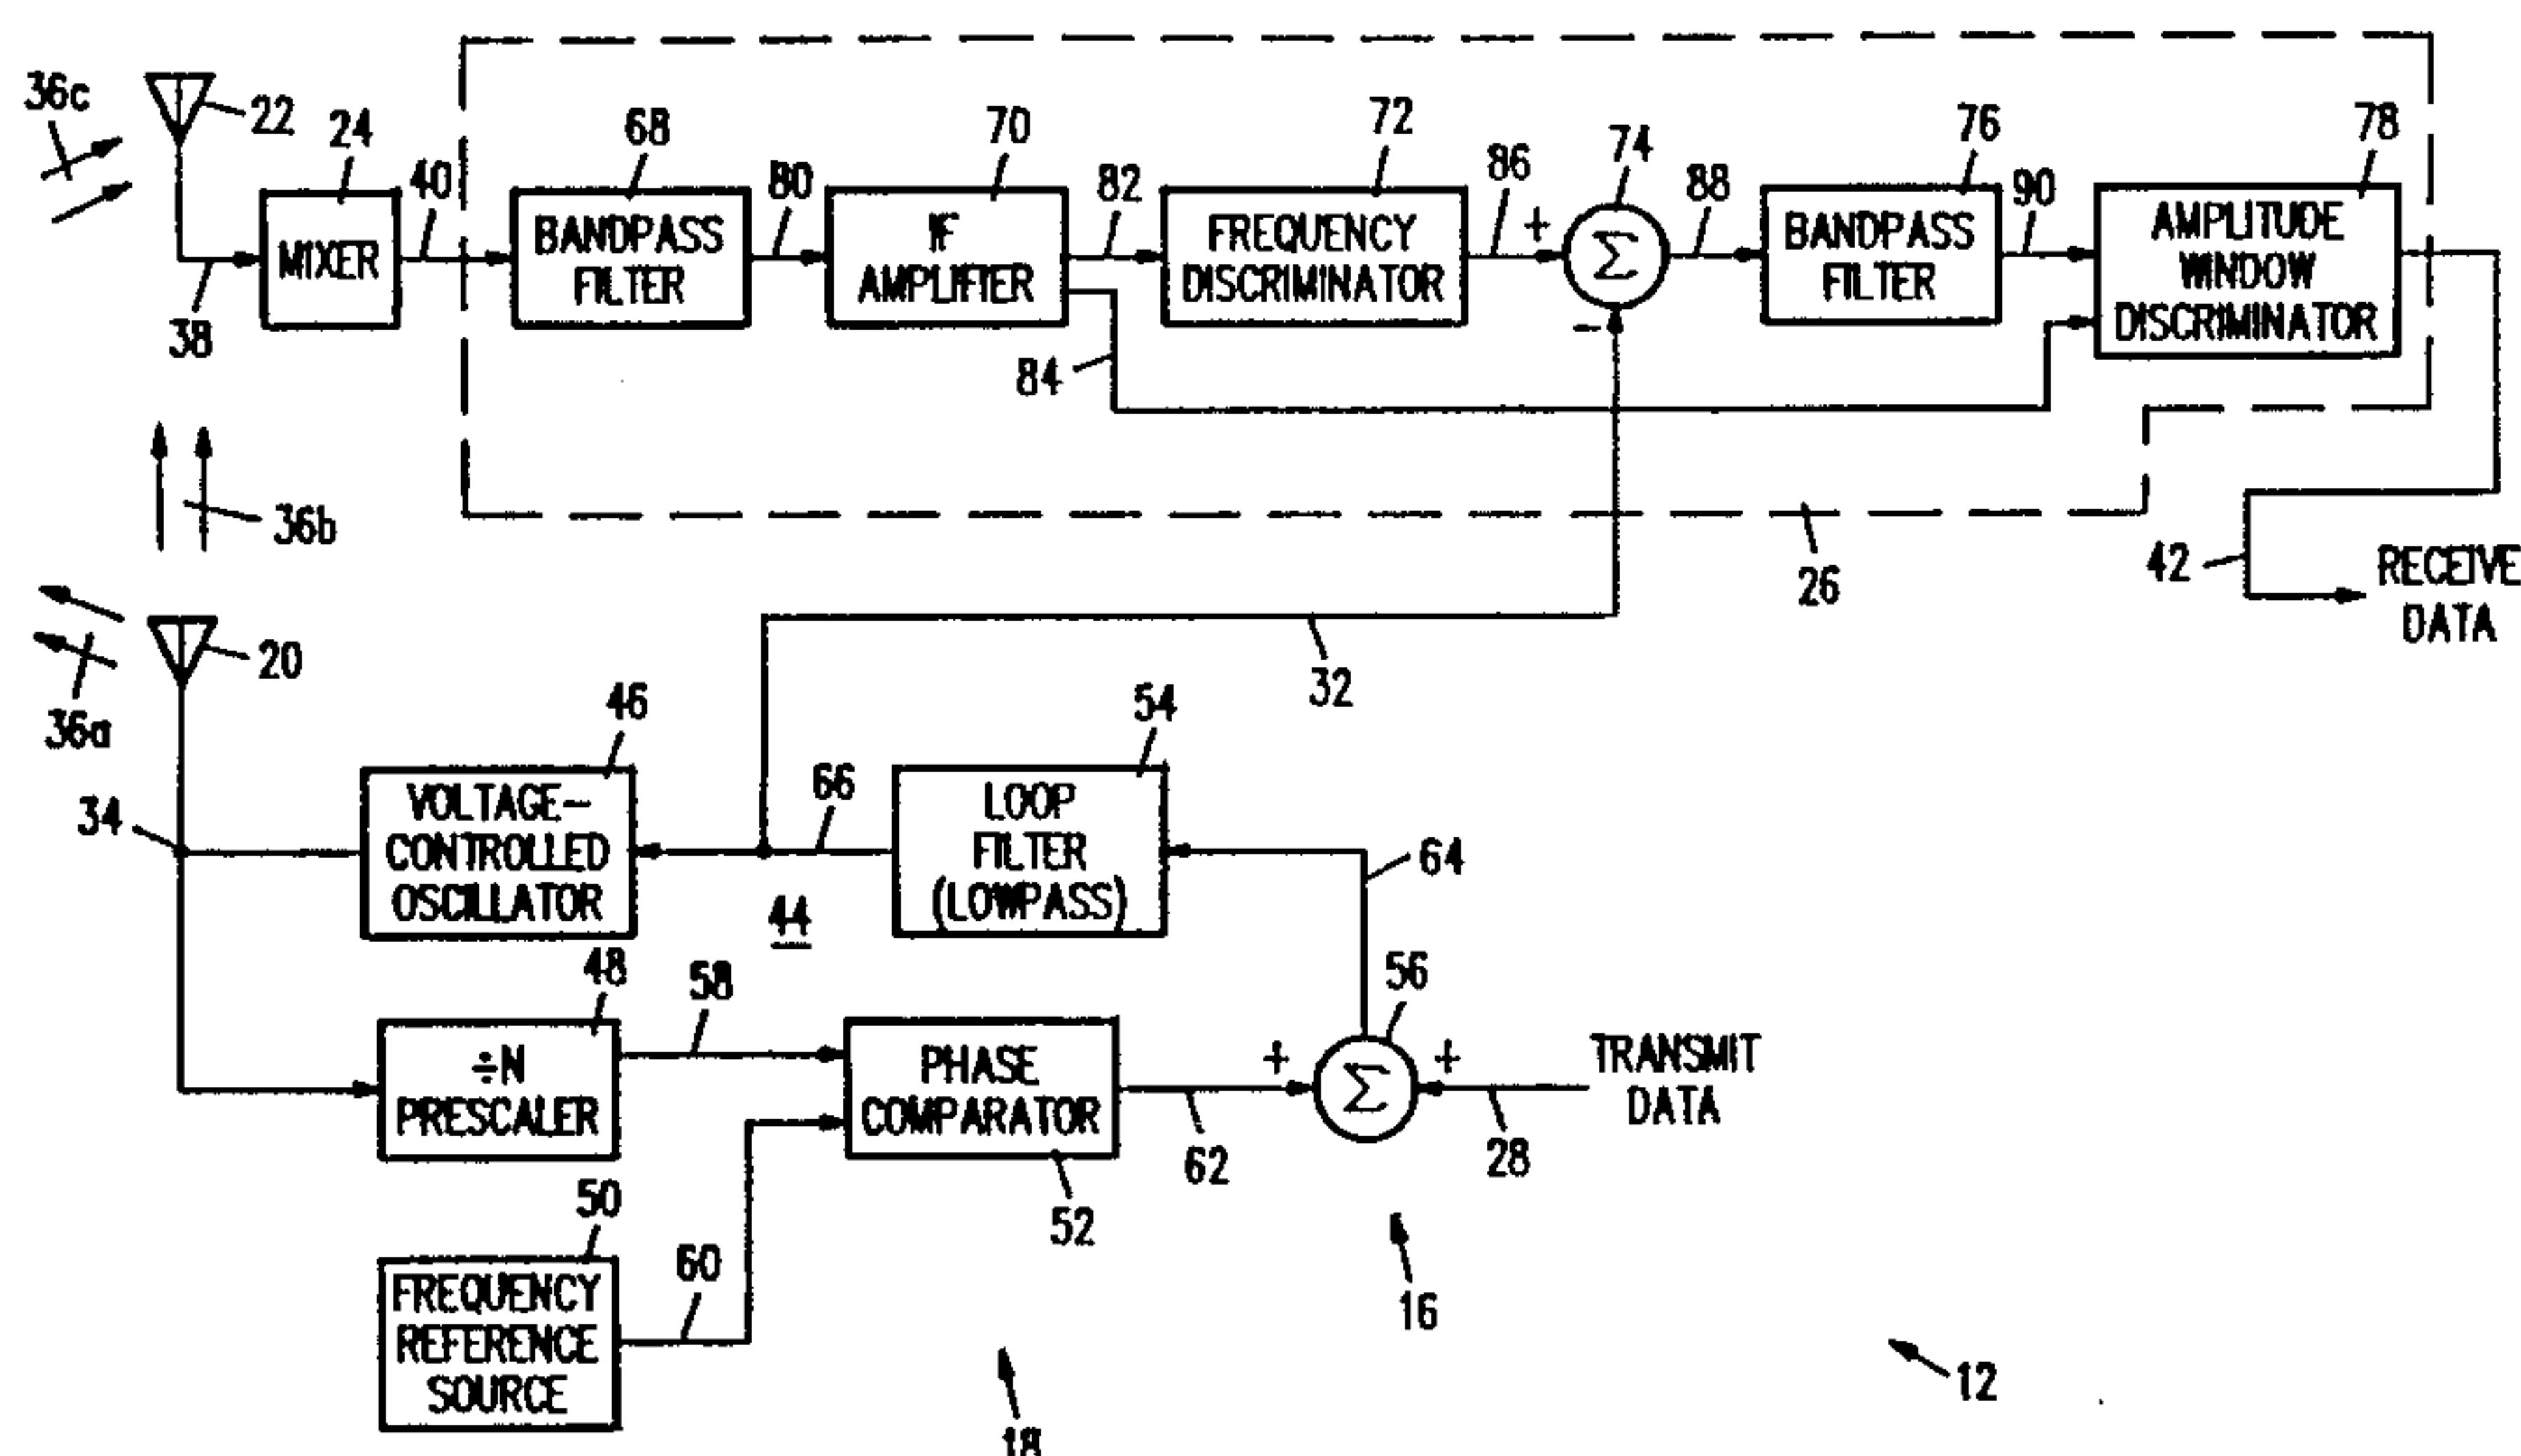 36c
22
24
MIXER
38
40
68
BANDPASS
FILTER
80
70
IF
AMPLIFIER
82
84
72
FREQUENCY
DISCRIMINATOR
86
+
74
Σ
-
88
76
BANDPASS
FILTER
90
78
AMPLITUDE
WINDOW
DISCRIMINATOR
36b
26
42
RECEIVE
DATA
36a
20
32
34
46
VOLTAGE-
CONTROLLED
OSCILLATOR
66
44
54
LOOP
FILTER
(LOWPASS)
64
48
÷N
PRESCALER
58
PHASE
COMPARATOR
52
62
+
56
Σ
+
28
TRANSMIT
DATA
50
FREQUENCY
REFERENCE
SOURCE
60
16
18
12